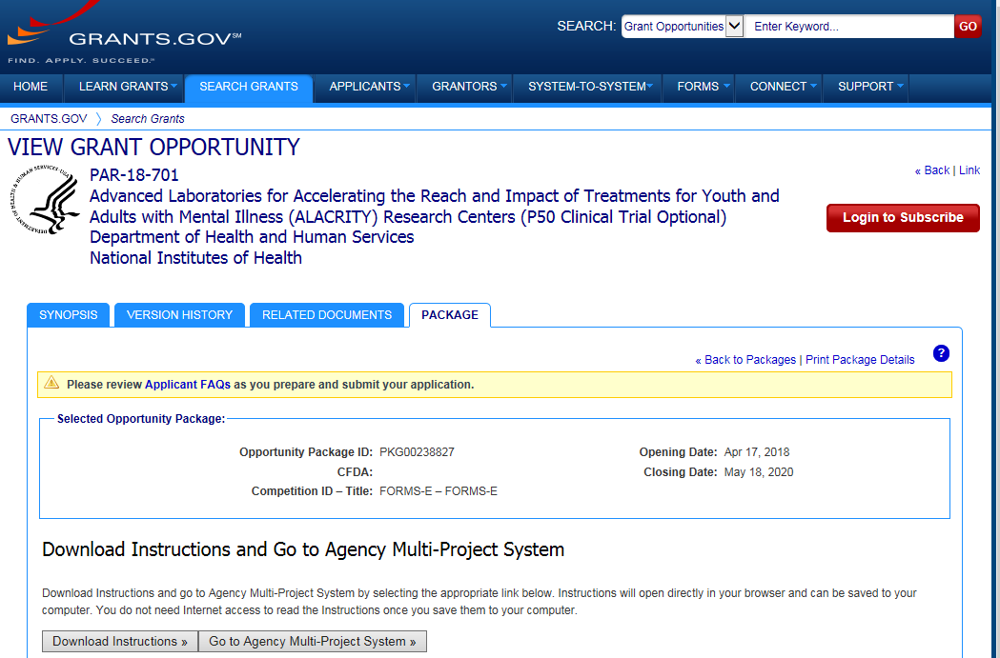 GRANTS.GOV℠
FIND. APPLY. SUCCEED.℠
SEARCH: Grant Opportunities Enter Keyword... GO
HOME LEARN GRANTS SEARCH GRANTS APPLICANTS GRANTORS SYSTEM-TO-SYSTEM FORMS CONNECT SUPPORT
GRANTS.GOV 〉 Search Grants
VIEW GRANT OPPORTUNITY
DEPARTMENT OF HEALTH & HUMAN SERVICES USA
PAR-18-701
Advanced Laboratories for Accelerating the Reach and Impact of Treatments for Youth and
Adults with Mental Illness (ALACRITY) Research Centers (P50 Clinical Trial Optional)
Department of Health and Human Services
National Institutes of Health
« Back | Link
Login to Subscribe
SYNOPSIS VERSION HISTORY RELATED DOCUMENTS PACKAGE
« Back to Packages | Print Package Details ?
Please review Applicant FAQs as you prepare and submit your application.
Selected Opportunity Package:
Opportunity Package ID: PKG00238827 Opening Date: Apr 17, 2018
CFDA: Closing Date: May 18, 2020
Competition ID – Title: FORMS-E – FORMS-E
Download Instructions and Go to Agency Multi-Project System
Download Instructions and go to Agency Multi-Project System by selecting the appropriate link below. Instructions will open directly in your browser and can be saved to your
computer. You do not need Internet access to read the Instructions once you save them to your computer.
Download Instructions » Go to Agency Multi-Project System »